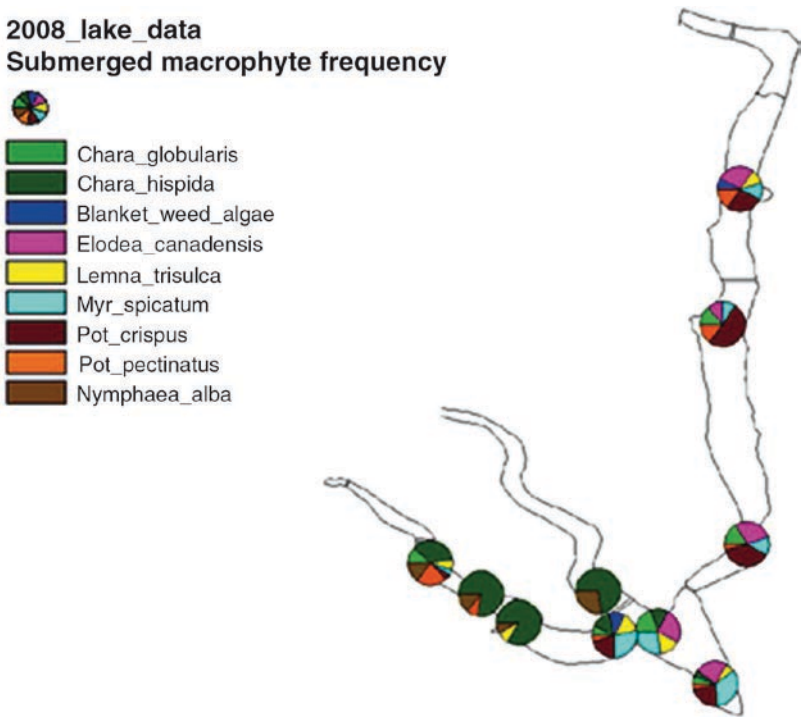 2008_lake_data
Submerged macrophyte frequency
Chara_globularis
Chara_hispida
Blanket_weed_algae
Elodea_canadensis
Lemna_trisulca
Myr_spicatum
Pot_crispus
Pot_pectinatus
Nymphaea_alba